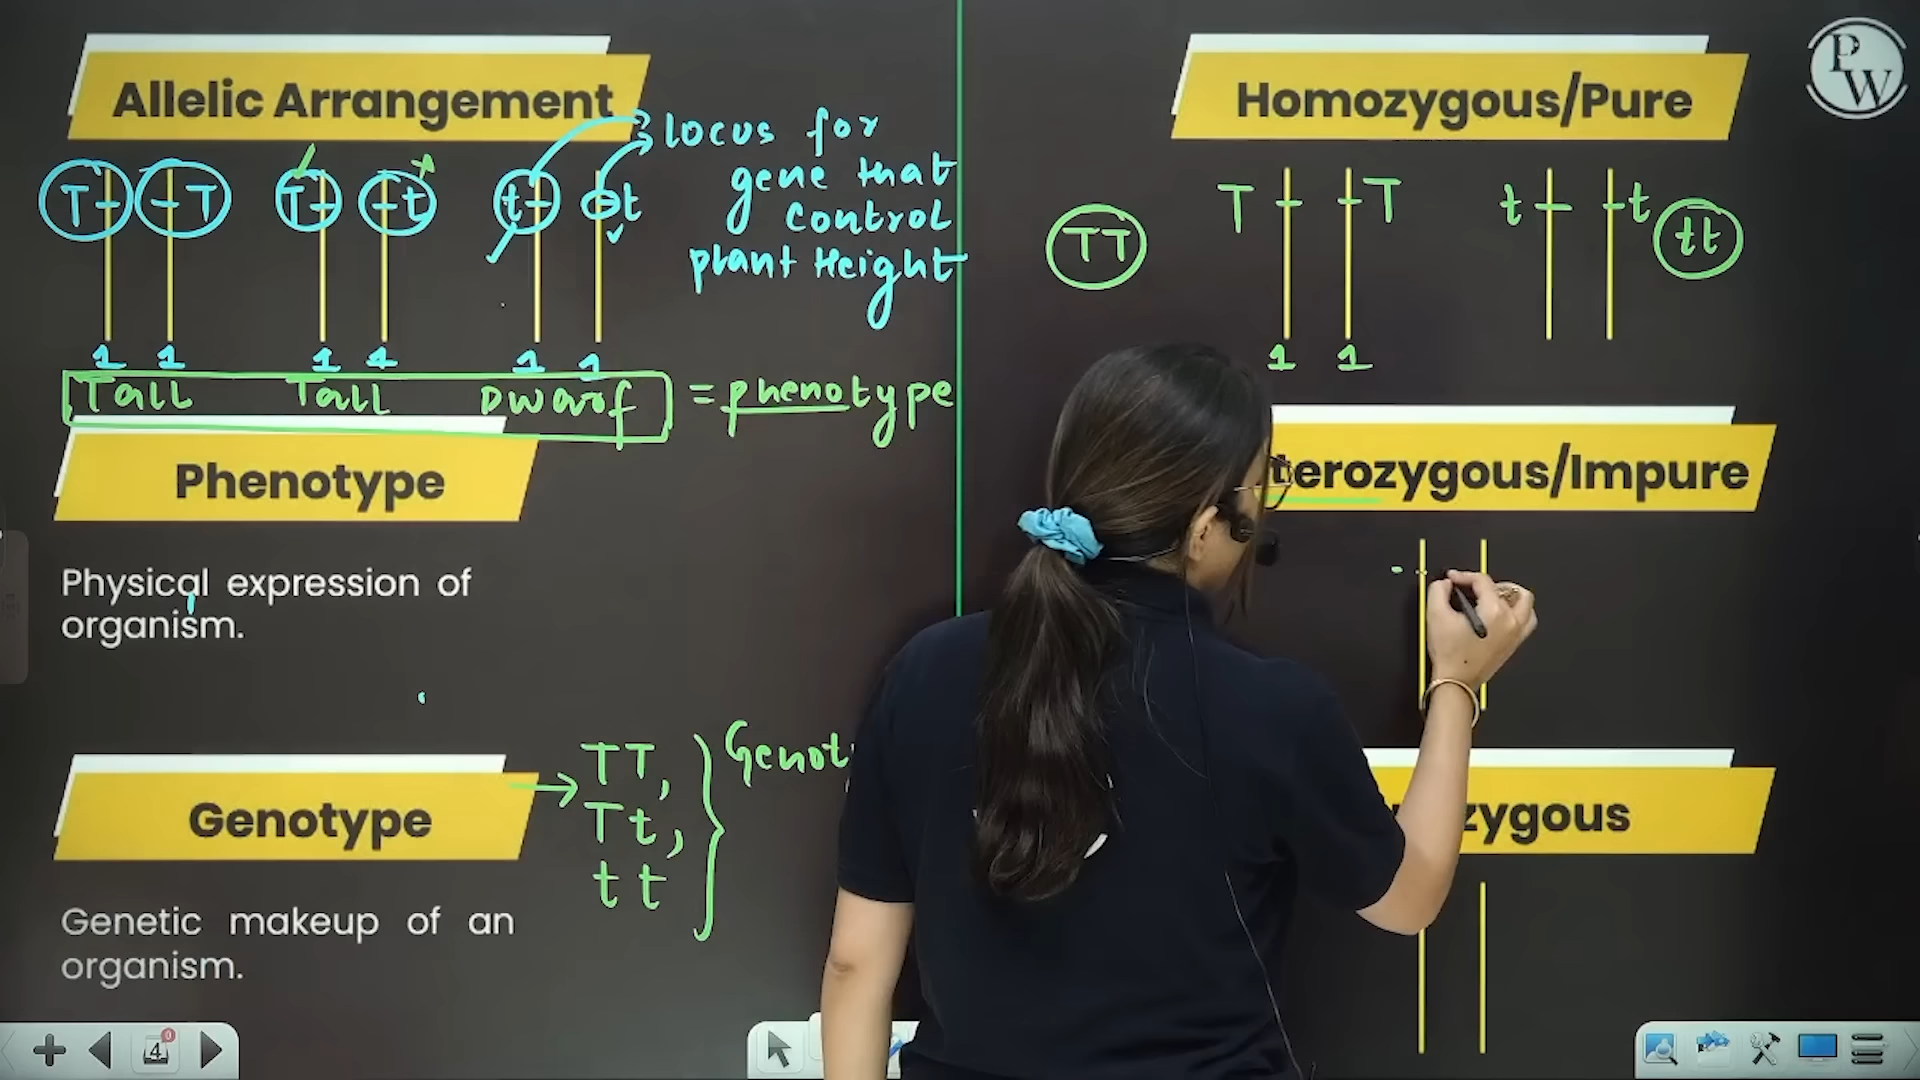 Allelic Arrangement
T T T t t t
locus for
gene that
control
plant Height
1 1 1 1 1 1
Tall Tall Dwarf = phenotype
Phenotype
Physical expression of
organism.
Genotype
TT,
Tt,
tt
Genetic makeup of an
organism.
4
Homozygous/Pure
PW
TT T T t t tt
1 1
terozygous/Impure
zygous